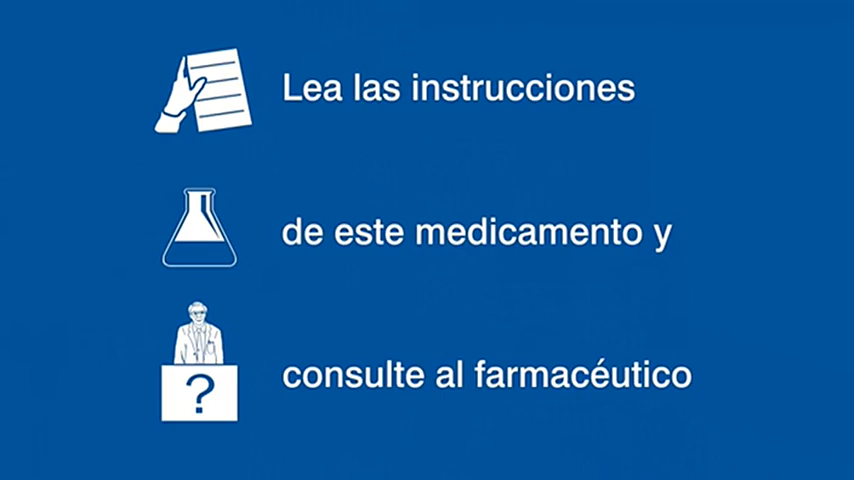 Lea las instrucciones
de este medicamento y
consulte al farmacéutico
?